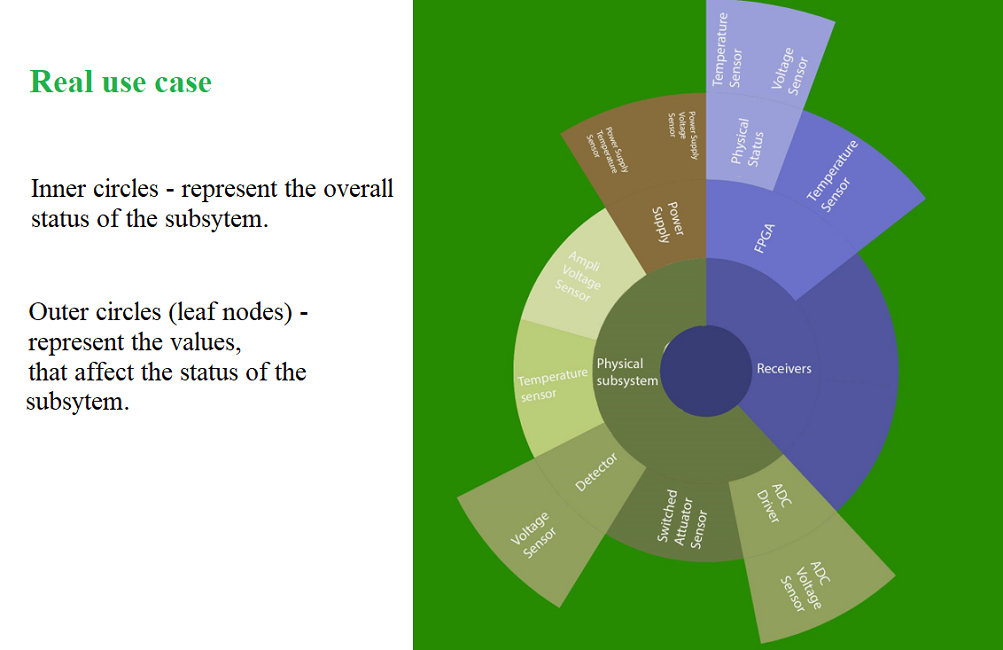 Real use case
Inner circles - represent the overall
status of the subsytem.
Outer circles (leaf nodes) -
represent the values,
that affect the status of the
subsytem.
Temperature
Sensor
Voltage
Sensor
Physical
Status
Temperature
Sensor
FPGA
Receivers
Power Supply
Temperature
Sensor
Power Supply
Voltage
Sensor
Power
Supply
Ampli
Voltage
Sensor
Temperature
sensor
Physical
subsystem
Detector
Voltage
Sensor
Switched
Attuator
Sensor
ADC
Driver
ADC
Voltage
Sensor